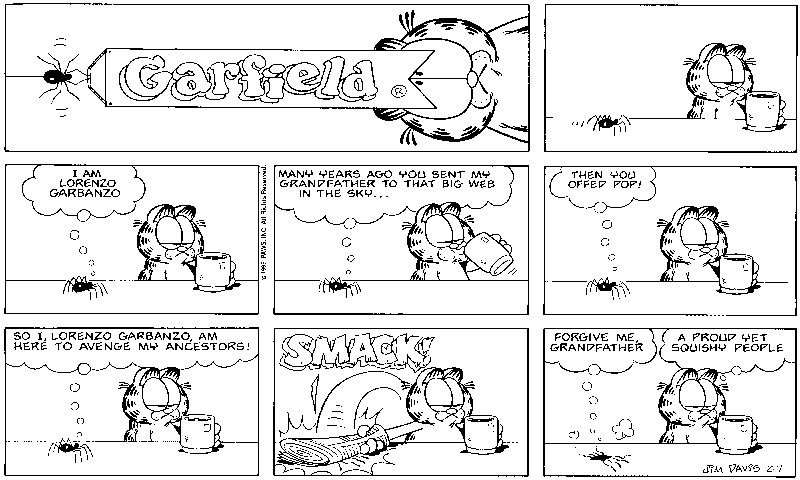 Garfield
®
I AM
LORENZO
GARBANZO
MANY YEARS AGO YOU SENT MY
GRANDFATHER TO THAT BIG WEB
IN THE SKY...
THEN YOU
OFFED POP!
SO I, LORENZO GARBANZO, AM
HERE TO AVENGE MY ANCESTORS!
SMACK!
FORGIVE ME,
GRANDFATHER
A PROUD YET
SQUISHY PEOPLE
JIM DAVIS 2-7